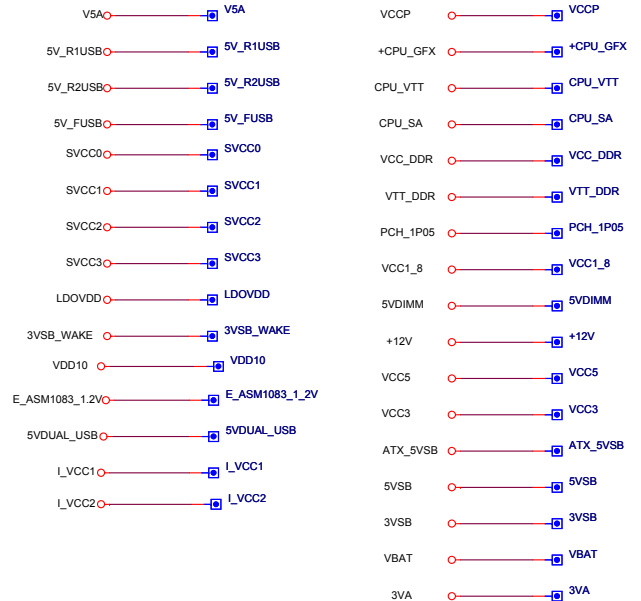 V5A V5A
5V_R1USB 5V_R1USB
5V_R2USB 5V_R2USB
5V_FUSB 5V_FUSB
SVCC0 SVCC0
SVCC1 SVCC1
SVCC2 SVCC2
SVCC3 SVCC3
LDOVDD LDOVDD
3VSB_WAKE 3VSB_WAKE
VDD10 VDD10
E_ASM1083_1.2V E_ASM1083_1_2V
5VDUAL_USB 5VDUAL_USB
I_VCC1 I_VCC1
I_VCC2 I_VCC2
VCCP VCCP
+CPU_GFX +CPU_GFX
CPU_VTT CPU_VTT
CPU_SA CPU_SA
VCC_DDR VCC_DDR
VTT_DDR VTT_DDR
PCH_1P05 PCH_1P05
VCC1_8 VCC1_8
5VDIMM 5VDIMM
+12V +12V
VCC5 VCC5
VCC3 VCC3
ATX_5VSB ATX_5VSB
5VSB 5VSB
3VSB 3VSB
VBAT VBAT
3VA 3VA